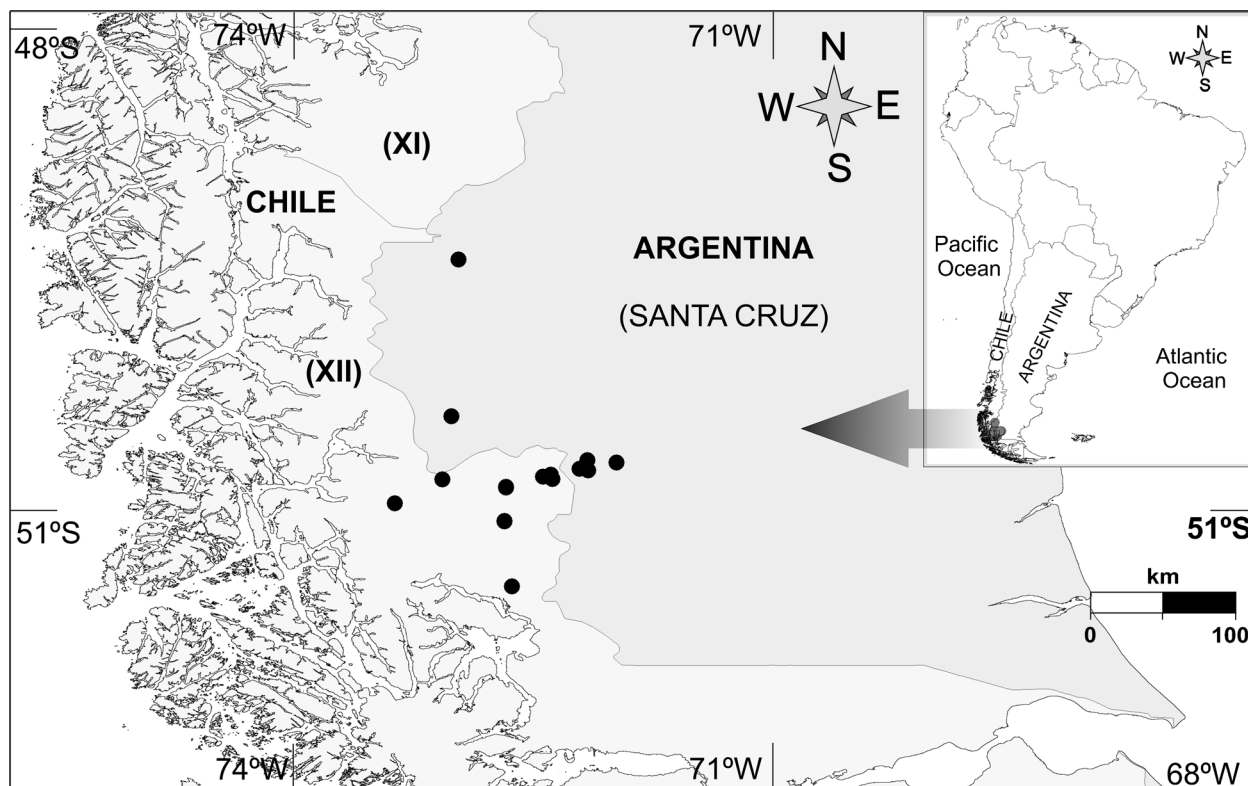 74ºW
71ºW
48ºS
N
W
E
S
N
W
E
S
(XI)
CHILE
ARGENTINA
(SANTA CRUZ)
Pacific
Ocean
CHILE
ARGENTINA
Atlantic
Ocean
(XII)
51ºS
51ºS
km
0
100
74ºW
71ºW
68ºW